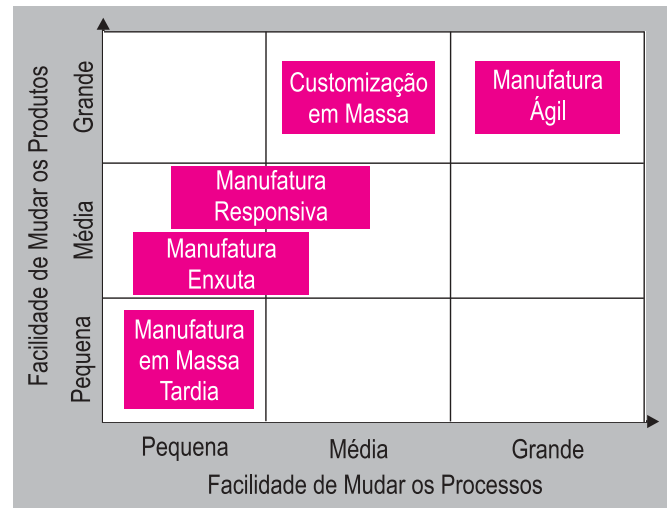 Facilidade de Mudar os Produtos
Grande
Média
Pequena
Customização
em Massa
Manufatura
Ágil
Manufatura
Responsiva
Manufatura
Enxuta
Manufatura
em Massa
Tardia
Pequena
Média
Grande
Facilidade de Mudar os Processos